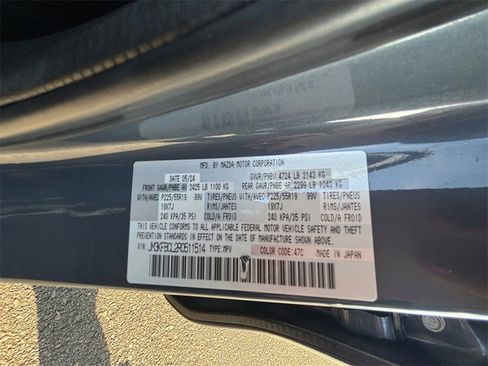 MFD. BY MAZDA MOTOR CORPORATION
DATE 05/24 GVWR/PNBV 4724 LB 2143 KG
FRONT GAWR/PNBE AV 2425 LB 1100 KG REAR GAWR/PNBE AR 2299 LB 1043 KG
WITH/AVEC P225/55R19 99V TIRES/PNEUS WITH/AVEC P225/55R19 99V TIRES/PNEUS
19X7J RIMS/JANTES 19X7J RIMS/JANTES
240 KPA/35 PSI COLD/A FROID 240 KPA/35 PSI COLD/A FROID
THIS VEHICLE CONFORMS TO ALL APPLICABLE FEDERAL MOTOR VEHICLE
SAFETY, BUMPER, AND THEFT PREVENTION STANDARDS IN EFFECT ON THE
DATE OF MANUFACTURE SHOWN ABOVE.
VIN: JM3KFBCL2R0511514 TYPE: MPV COLOR CODE: 47C
MADE IN JAPAN